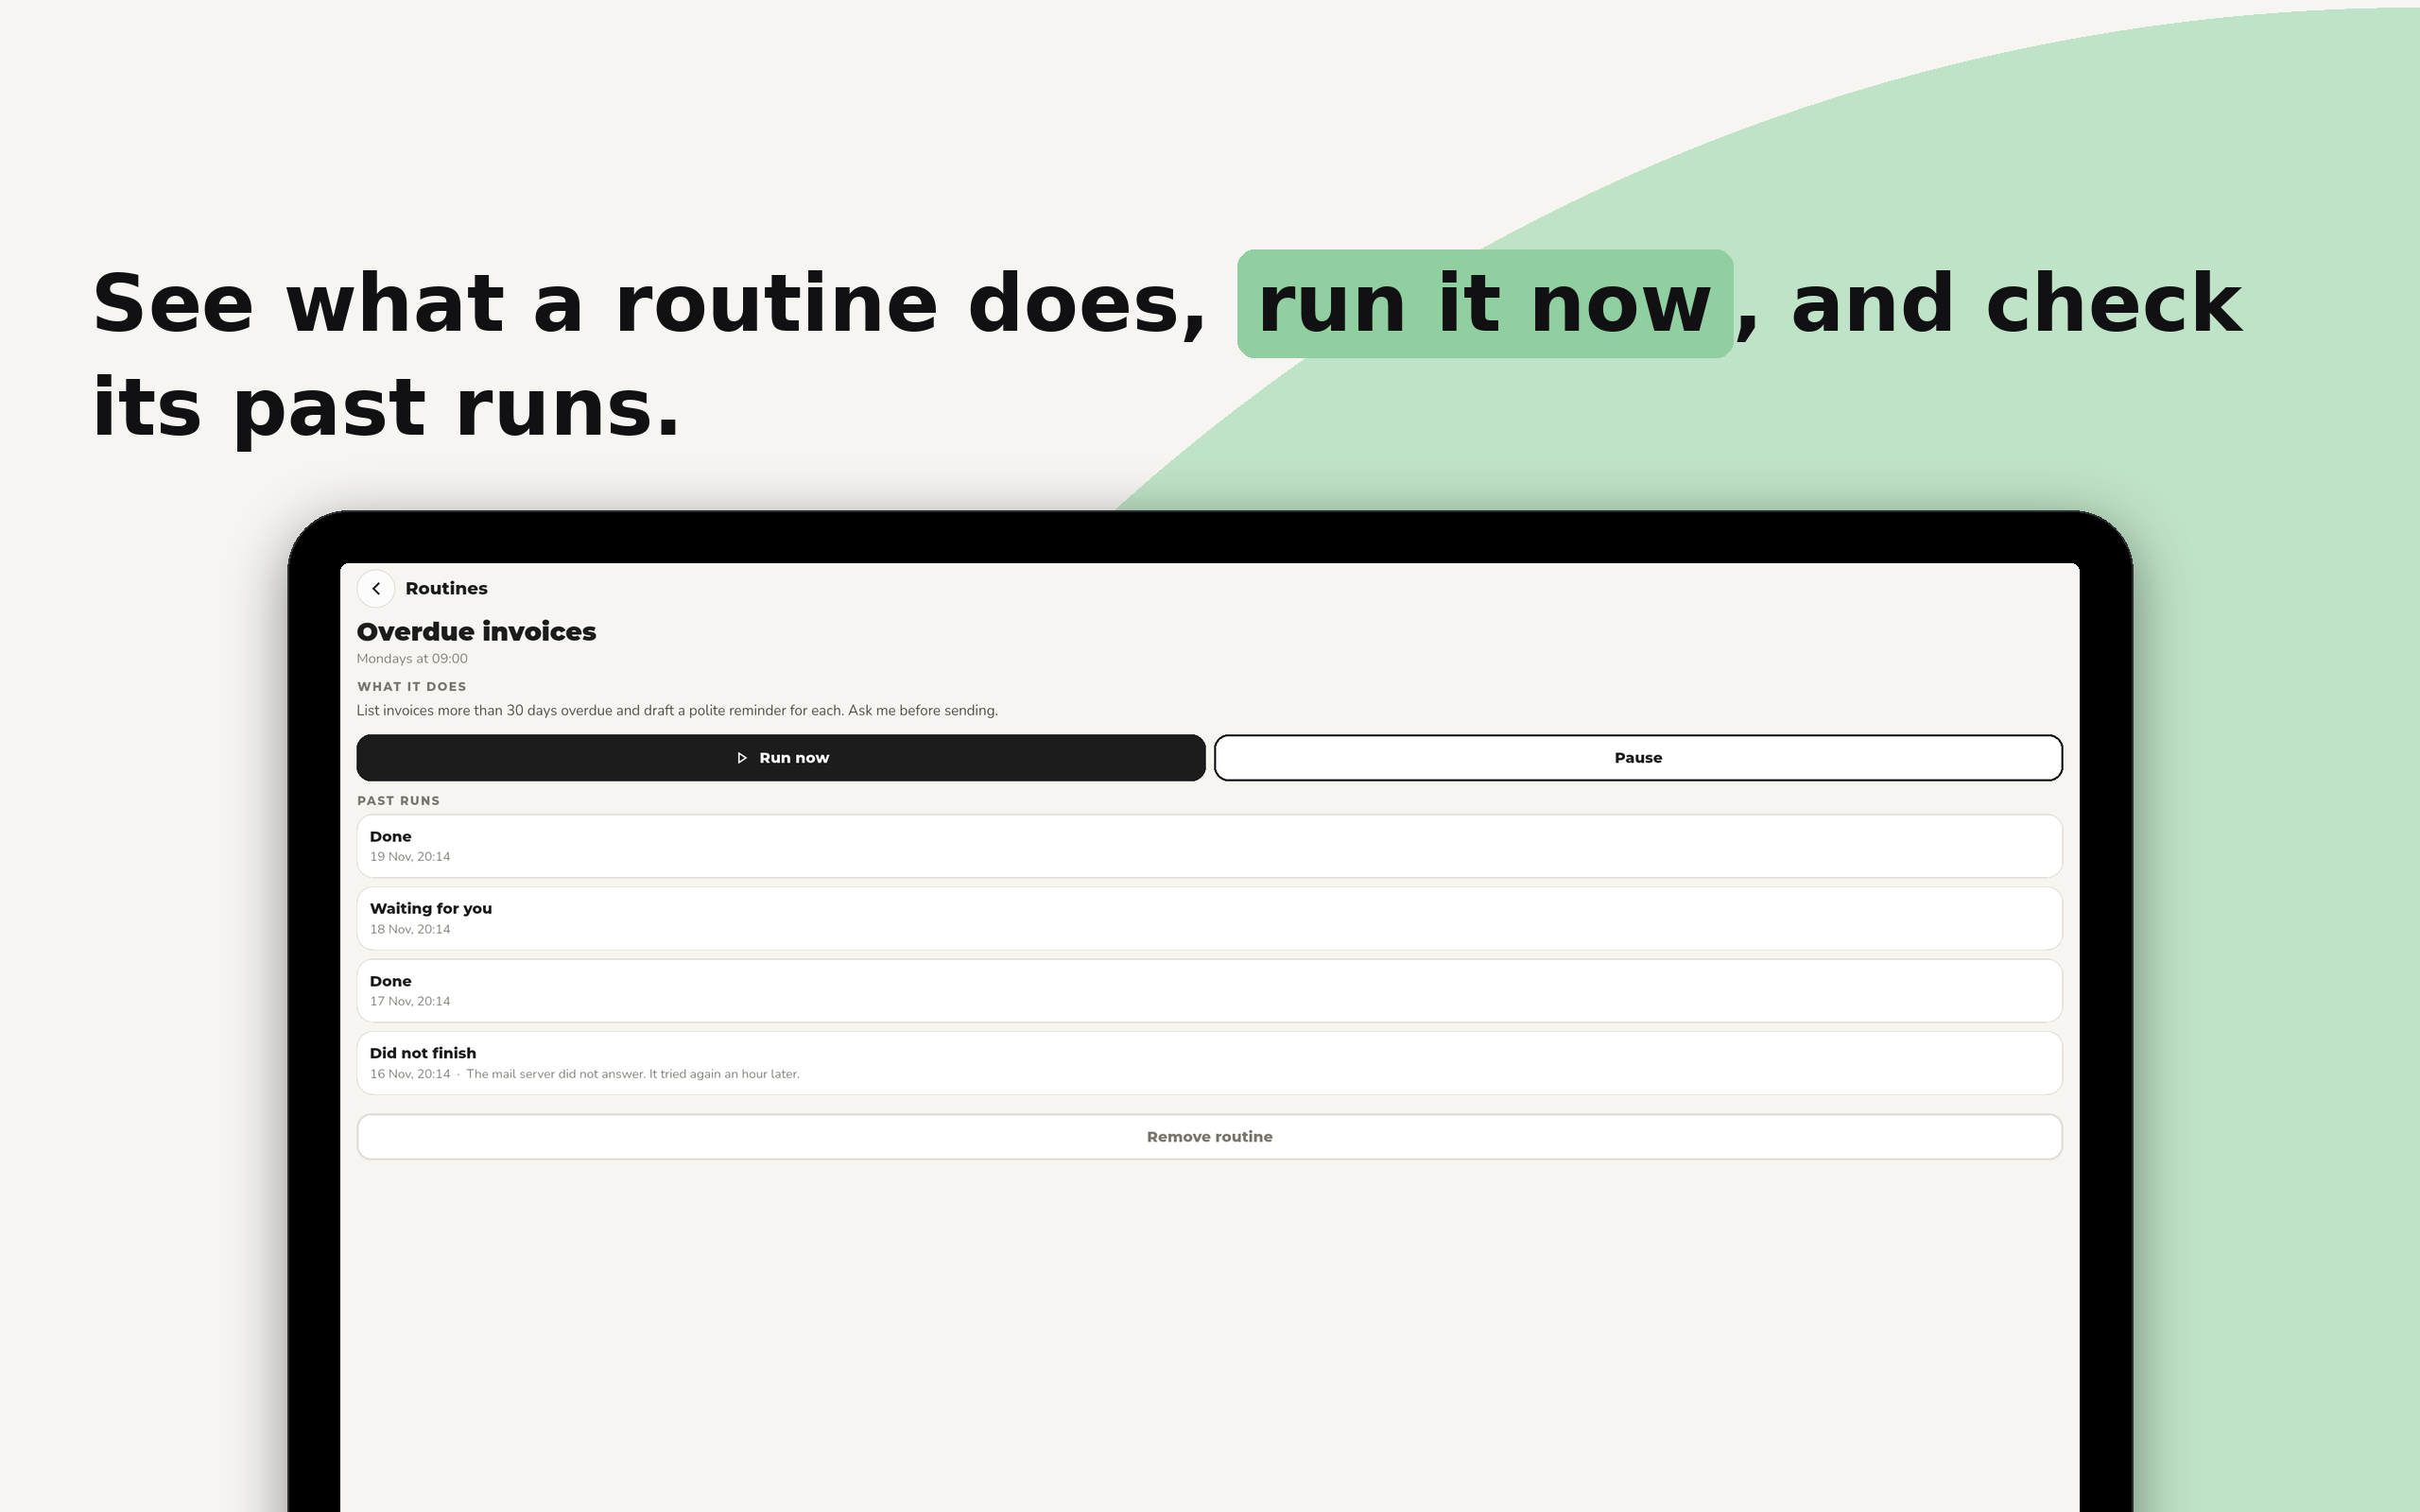 See what a routine does, run it now, and check
its past runs.
Routines
Overdue invoices
Mondays at 09:00
WHAT IT DOES
List invoices more than 30 days overdue and draft a polite reminder for each. Ask me before sending.
Run now
Pause
PAST RUNS
Done
19 Nov, 20:14
Waiting for you
18 Nov, 20:14
Done
17 Nov, 20:14
Did not finish
16 Nov, 20:14 · The mail server did not answer. It tried again an hour later.
Remove routine